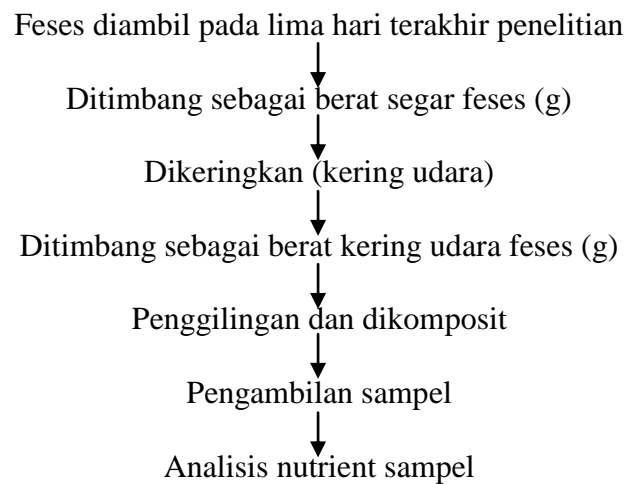 Feses diambil pada lima hari terakhir penelitian
Ditimbang sebagai berat segar feses (g)
Dikeringkan (kering udara)
Ditimbang sebagai berat kering udara feses (g)
Penggilingan dan dikomposit
Pengambilan sampel
Analisis nutrient sampel